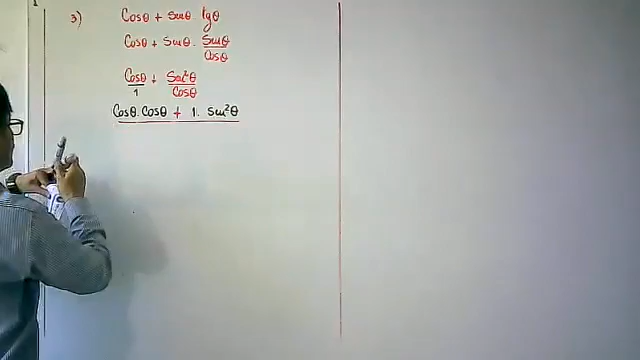 3) Cosθ + Senθ · tgθ
Cosθ + Senθ · Senθ/Cosθ
Cosθ/1 + Sen²θ/Cosθ
Cosθ · Cosθ + 1 · Sen²θ